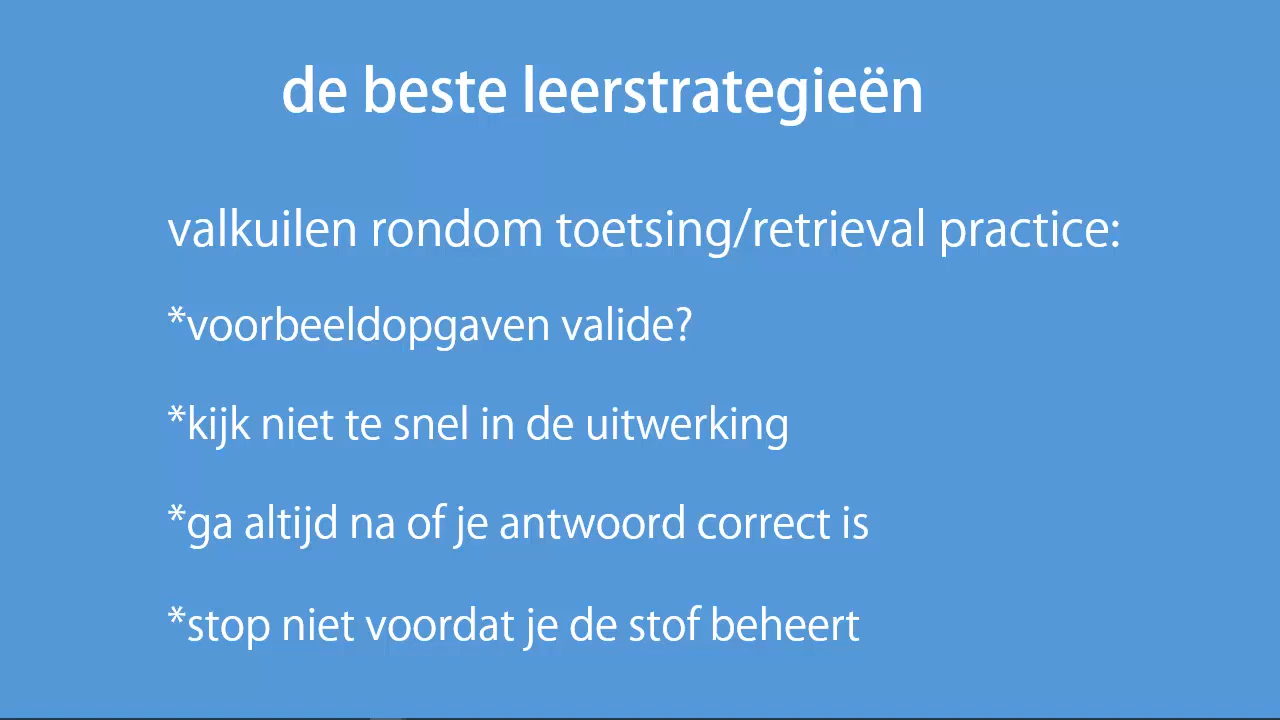 de beste leerstrategieën
valkuilen rondom toetsing/retrieval practice:
*voorbeeldopgaven valide?
*kijk niet te snel in de uitwerking
*ga altijd na of je antwoord correct is
*stop niet voordat je de stof beheert